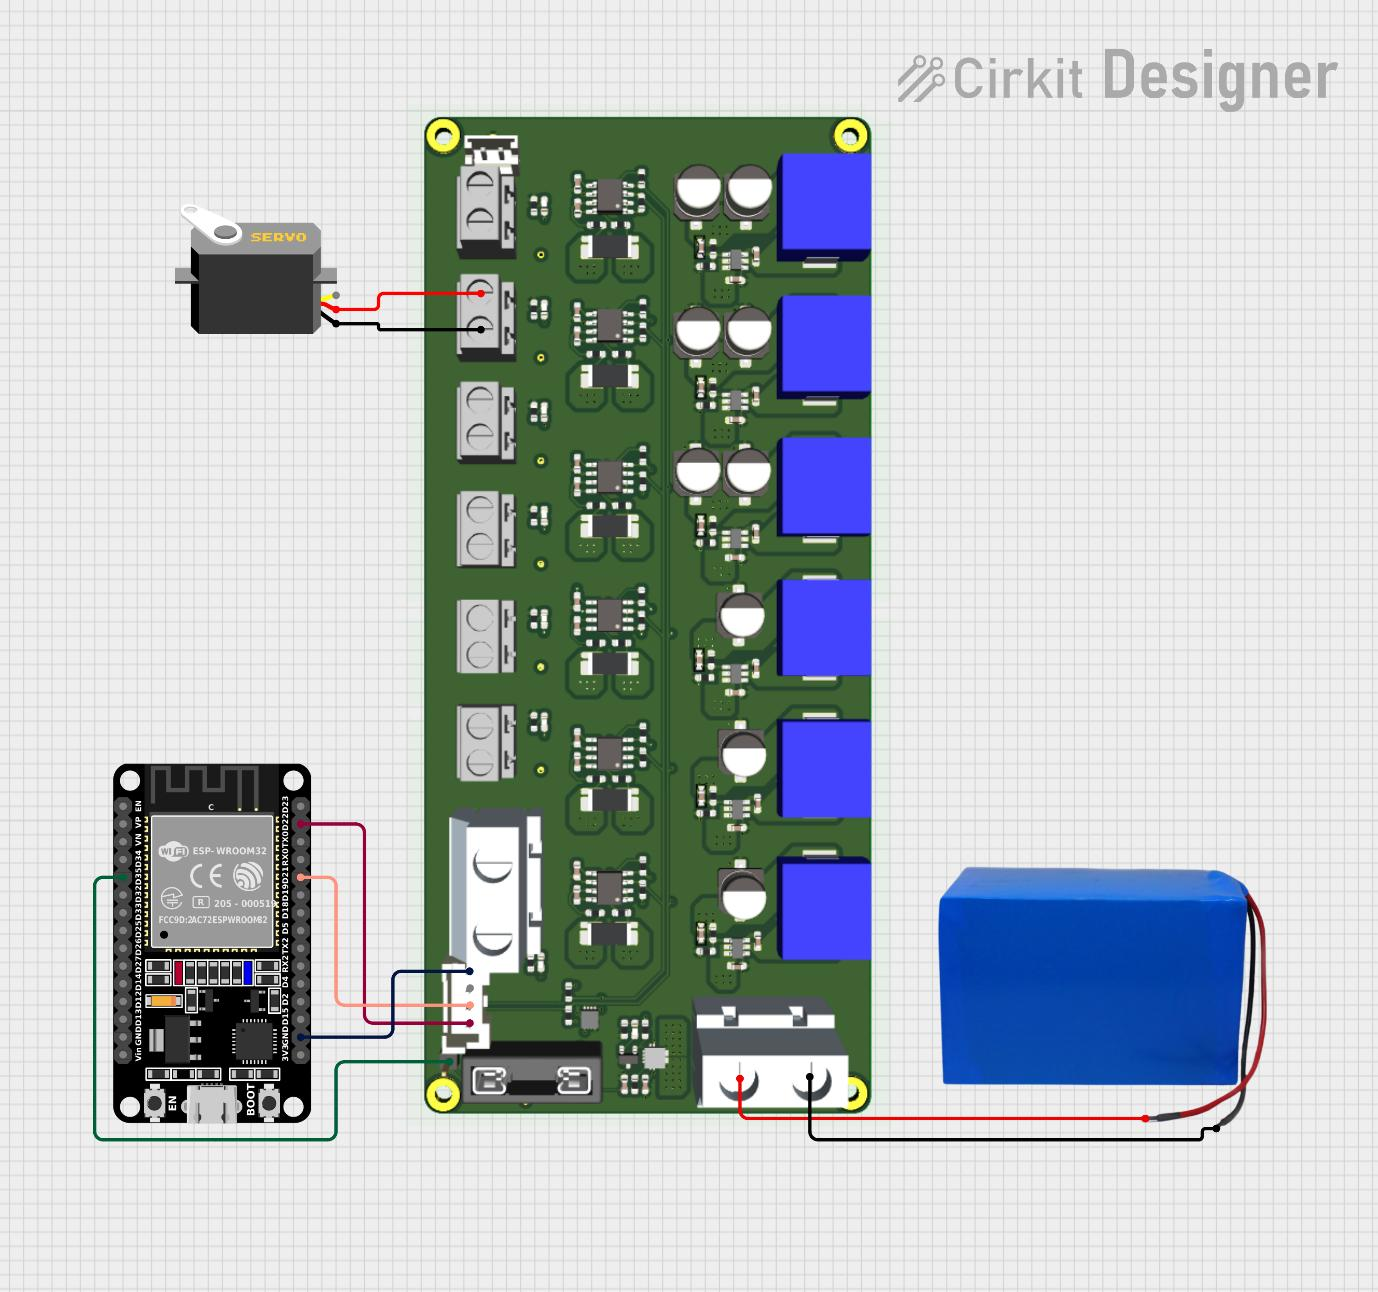 Cirkit Designer
SERVO
C
WiFi ESP-WROOM32
CE
R 205-000519
FCC9D:2AC72ESPWROOM32
EN
VP
VN
D34
D35
D32
D33
D25
D26
D27
D14
D12
D13
GND
Vin
D23
D22
TX0
RX0
D21
D19
D18
D5
TX2
RX2
D4
D2
D15
GND
3V3
EN
BOOT